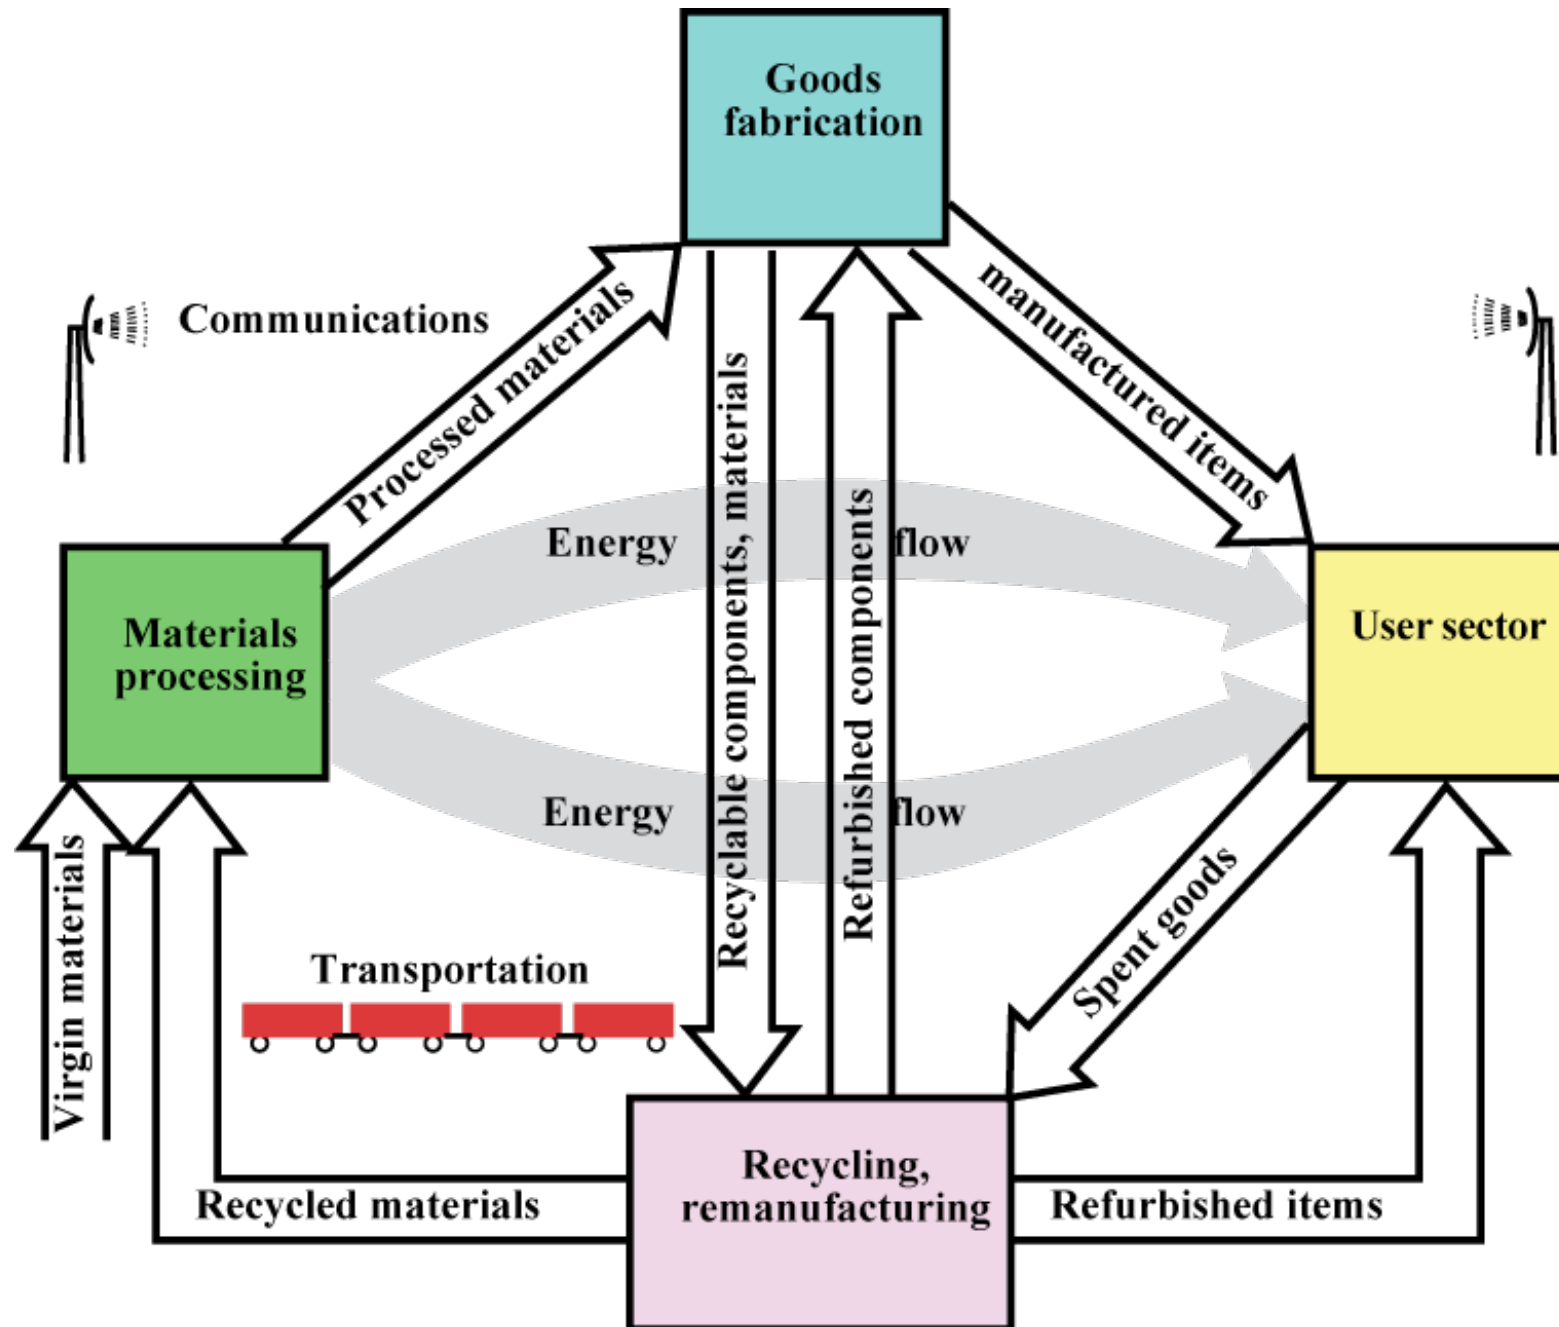 Goods
fabrication
Communications
Processed materials
manufactured items
Recyclable components, materials
Refurbished components
Energy flow
Materials
processing
User sector
Energy flow
Virgin materials
Transportation
Spent goods
Recycling,
remanufacturing
Recycled materials
Refurbished items